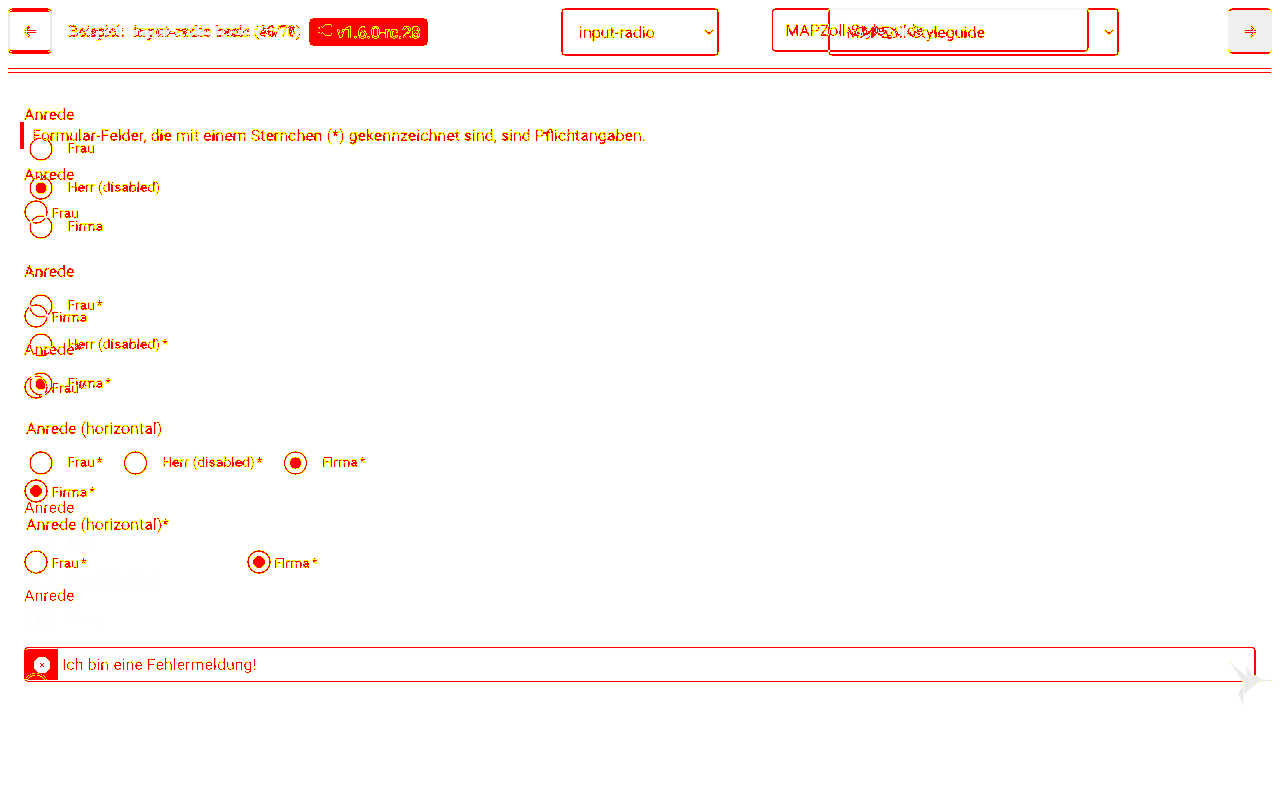 Beispiel: input-radio basic (46/70) v1.6.0-rc.28 input-radio MAPZoll-Styleguide
Anrede
Formular-Felder, die mit einem Sternchen (*) gekennzeichnet sind, sind Pflichtangaben.
Frau
Anrede
Herr (disabled)
Frau
Firma
Anrede
Frau*
Firma
Herr (disabled)*
Anrede*
Firma*
Frau*
Anrede (horizontal)
Frau* Herr (disabled)* Firma*
Firma*
Anrede
Anrede (horizontal)*
Frau* Firma*
Anrede
Ich bin eine Fehlermeldung!